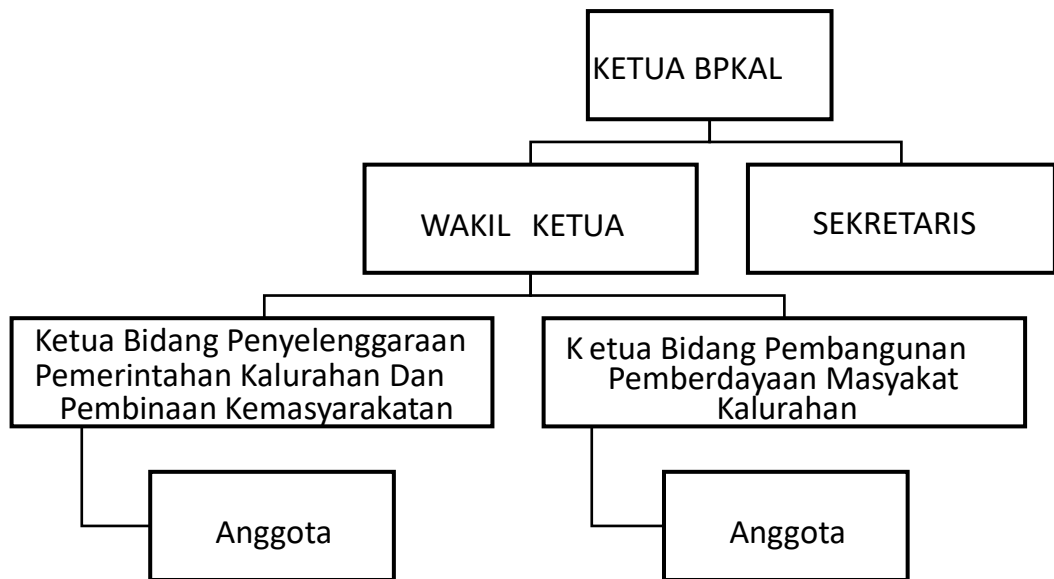 KETUA BPKAL
WAKIL KETUA
SEKRETARIS
Ketua Bidang Penyelenggaraan
Pemerintahan Kalurahan Dan
Pembinaan Kemasyarakatan
K etua Bidang Pembangunan
Pemberdayaan Masyakat
Kalurahan
Anggota
Anggota